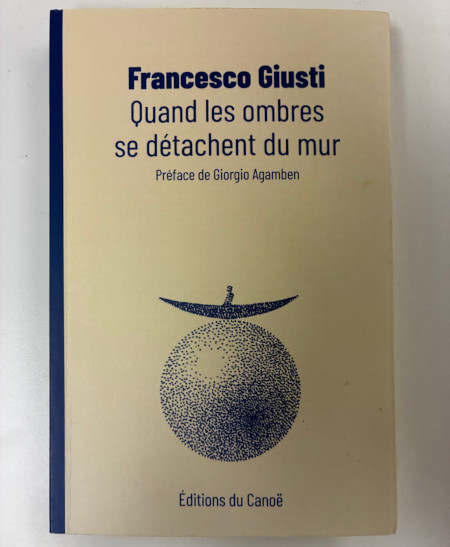 Francesco Giusti
Quand les ombres
se détachent du mur
Préface de Giorgio Agamben
Éditions du Canoë